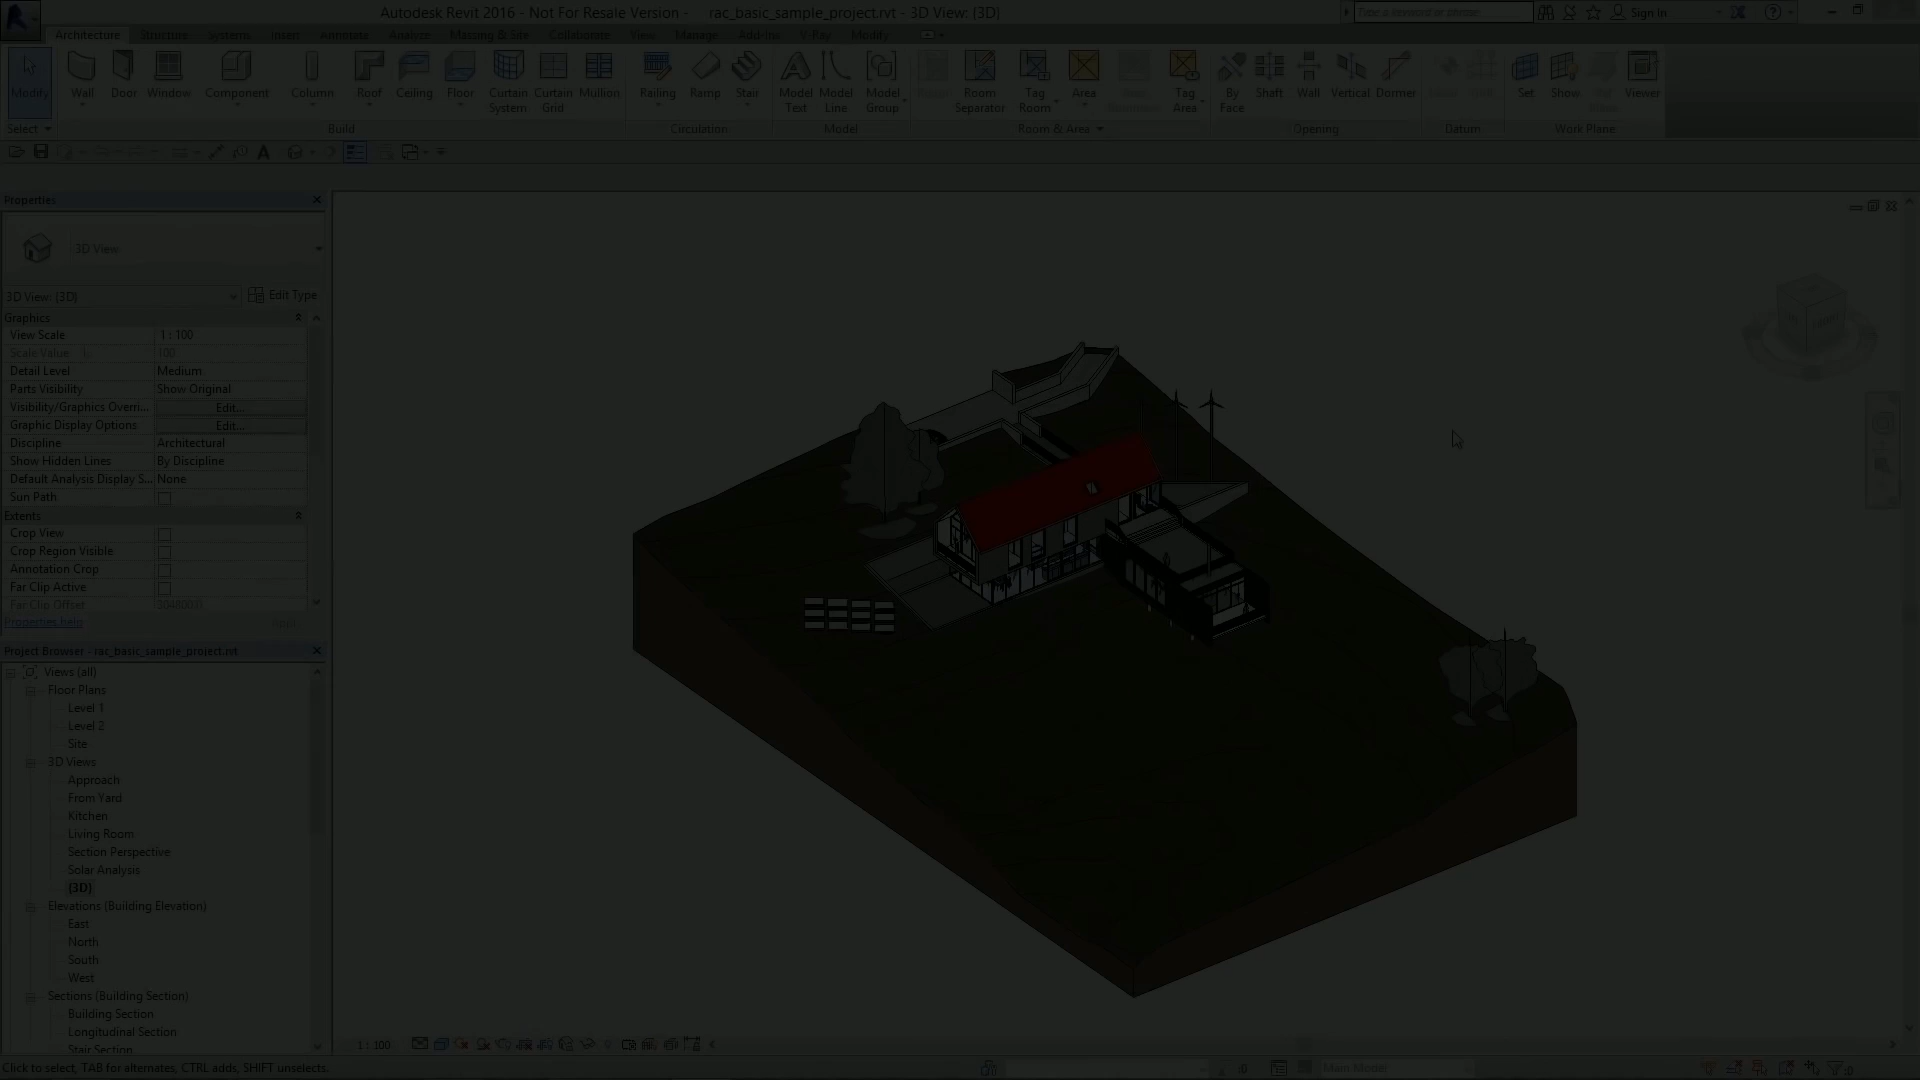 Autodesk Revit 2016 - Not For Resale Version - rac_basic_sample_project.rvt - 3D View: {3D}
Type a keyword or phrase
Sign In
Architecture Structure Systems Insert Annotate Analyze Massing & Site Collaborate View Manage Add-Ins V-Ray Modify
Modify Wall Door Window Component Column Roof Ceiling Floor Curtain System Curtain Grid Mullion Railing Ramp Stair Model Text Model Line Model Group Room Separator Tag Room Area Tag Area By Face Shaft Wall Vertical Dormer Set Show Viewer
Select Build Circulation Model Room & Area Opening Datum Work Plane
Properties
3D View
3D View: {3D} Edit Type
Graphics
View Scale 1 : 100
Scale Value 100
Detail Level Medium
Parts Visibility Show Original
Visibility/Graphics Overri... Edit...
Graphic Display Options Edit...
Discipline Architectural
Show Hidden Lines By Discipline
Default Analysis Display S... None
Sun Path
Extents
Crop View
Crop Region Visible
Annotation Crop
Far Clip Active
Far Clip Offset 30480000
Properties help
Project Browser - rac_basic_sample_project.rvt
Views (all)
Floor Plans
Level 1
Level 2
Site
3D Views
Approach
From Yard
Kitchen
Living Room
Section Perspective
Solar Analysis
{3D}
Elevations (Building Elevation)
East
North
South
West
Sections (Building Section)
Building Section
Longitudinal Section
Stair Section
1 : 100
Click to select, TAB for alternates, CTRL adds, SHIFT unselects.
Main Model